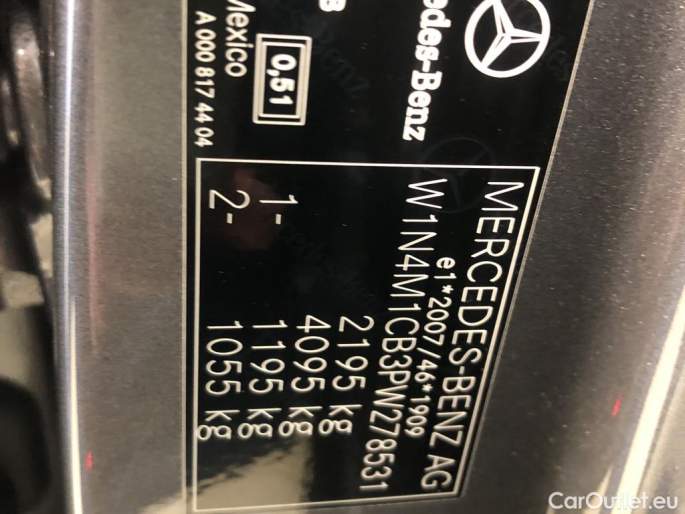 Mercedes-Benz
Mexico
0,51
A 000 817 44 04
MERCEDES-BENZ AG
e1*2007/46*1909
W1N4M1CB3PW278531
2195 kg
4095 kg
1- 1195 kg
2- 1055 kg
CarOutlet.eu